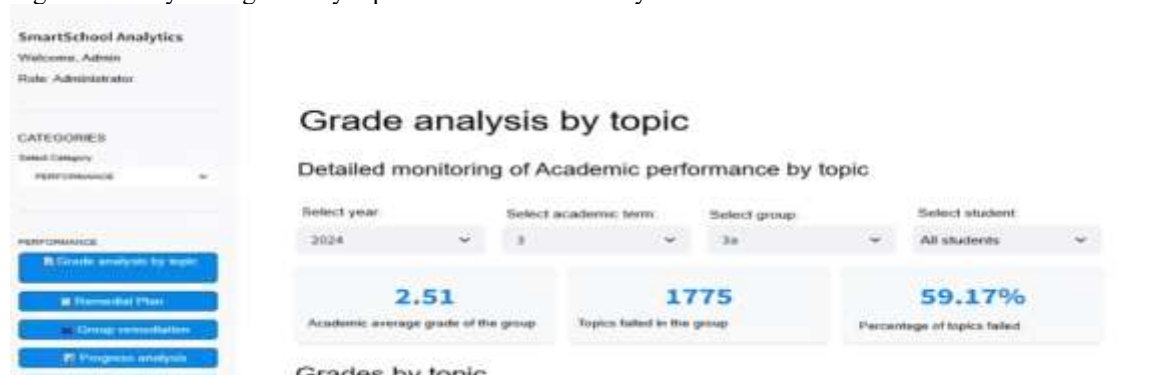 SmartSchool Analytics
Welcome, Admin
Role: Administrator
CATEGORIES
Select Category
PERFORMANCE
PERFORMANCE
Grade analysis by topic
Remedial Plan
Group remediation
Progress analysis
Grade analysis by topic
Detailed monitoring of Academic performance by topic
Select year: Select academic term: Select group: Select student:
2024 3 3a All students
2.51 1775 59.17%
Academic average grade of the group Topics failed in the group Percentage of topics failed
Grades by topic